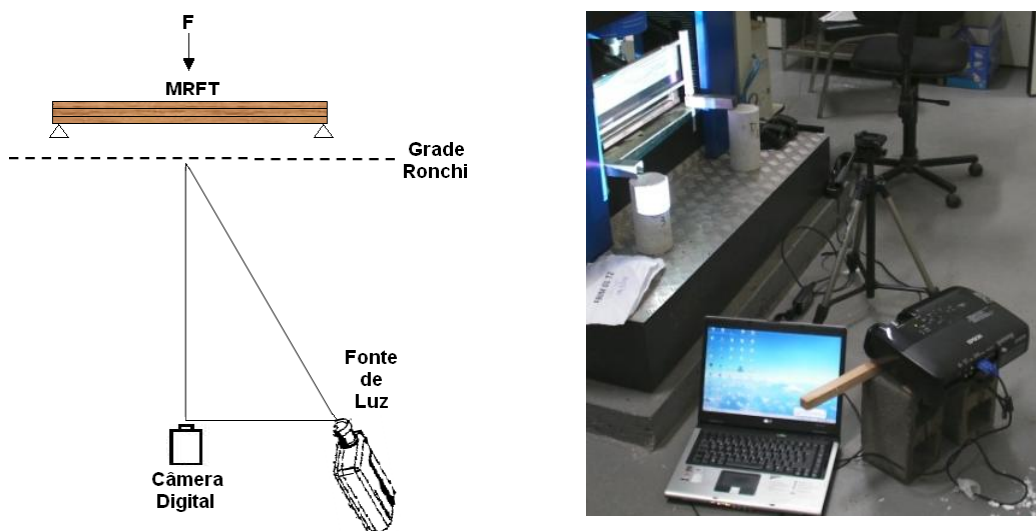 F
MRFT
Grade
Ronchi
Fonte
de
Luz
Câmera
Digital
EPSON